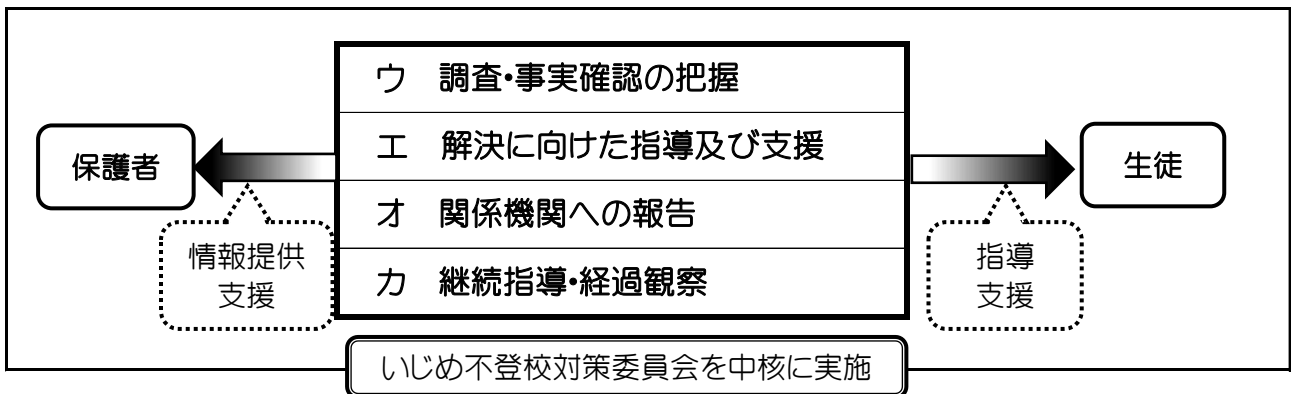 ウ 調査・事実確認の把握
エ 解決に向けた指導及び支援
オ 関係機関への報告
カ 継続指導・経過観察
保護者
生徒
情報提供
支援
指導
支援
いじめ不登校対策委員会を中核に実施